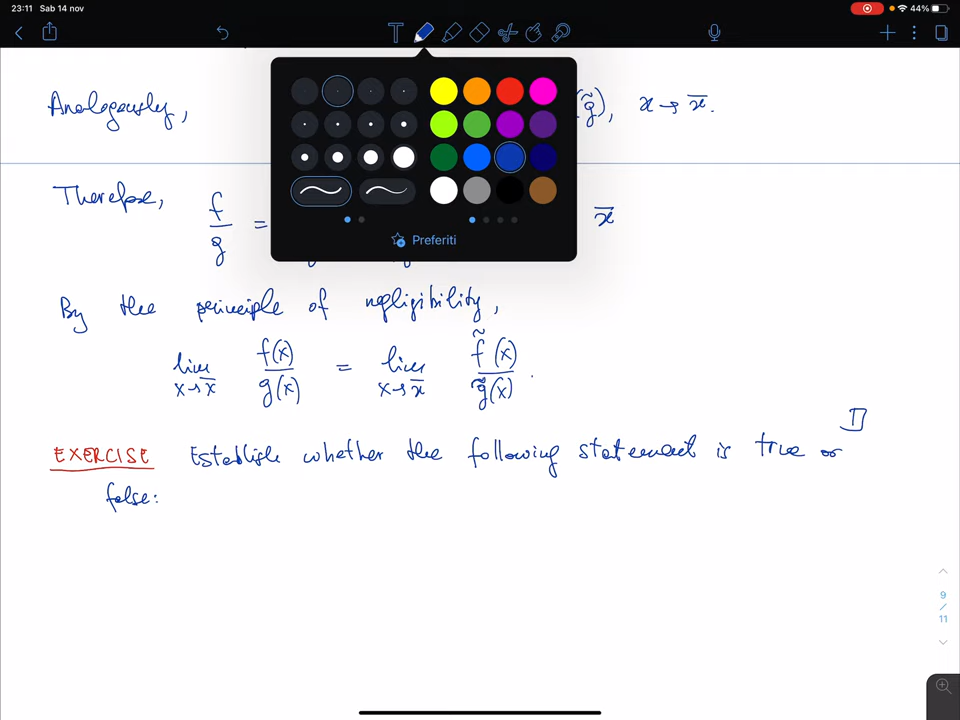 23:11 Sab 14 nov
44%
T
Analogously, g̃), x → x̄.
Therefore, f/g = x̄
Preferiti
By the principle of negligibility,
lim x→x̄ f(x)/g(x) = lim x→x̄ f̃(x)/g̃(x).
EXERCISE Establish whether the following statement is true or
false:
9
/
11